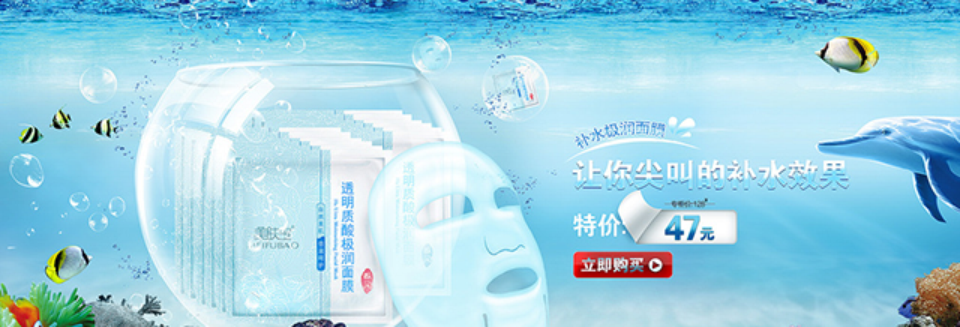 补水极润面膜
让你尖叫的补水效果
特价:
47元
立即购买
透明质酸极润面膜